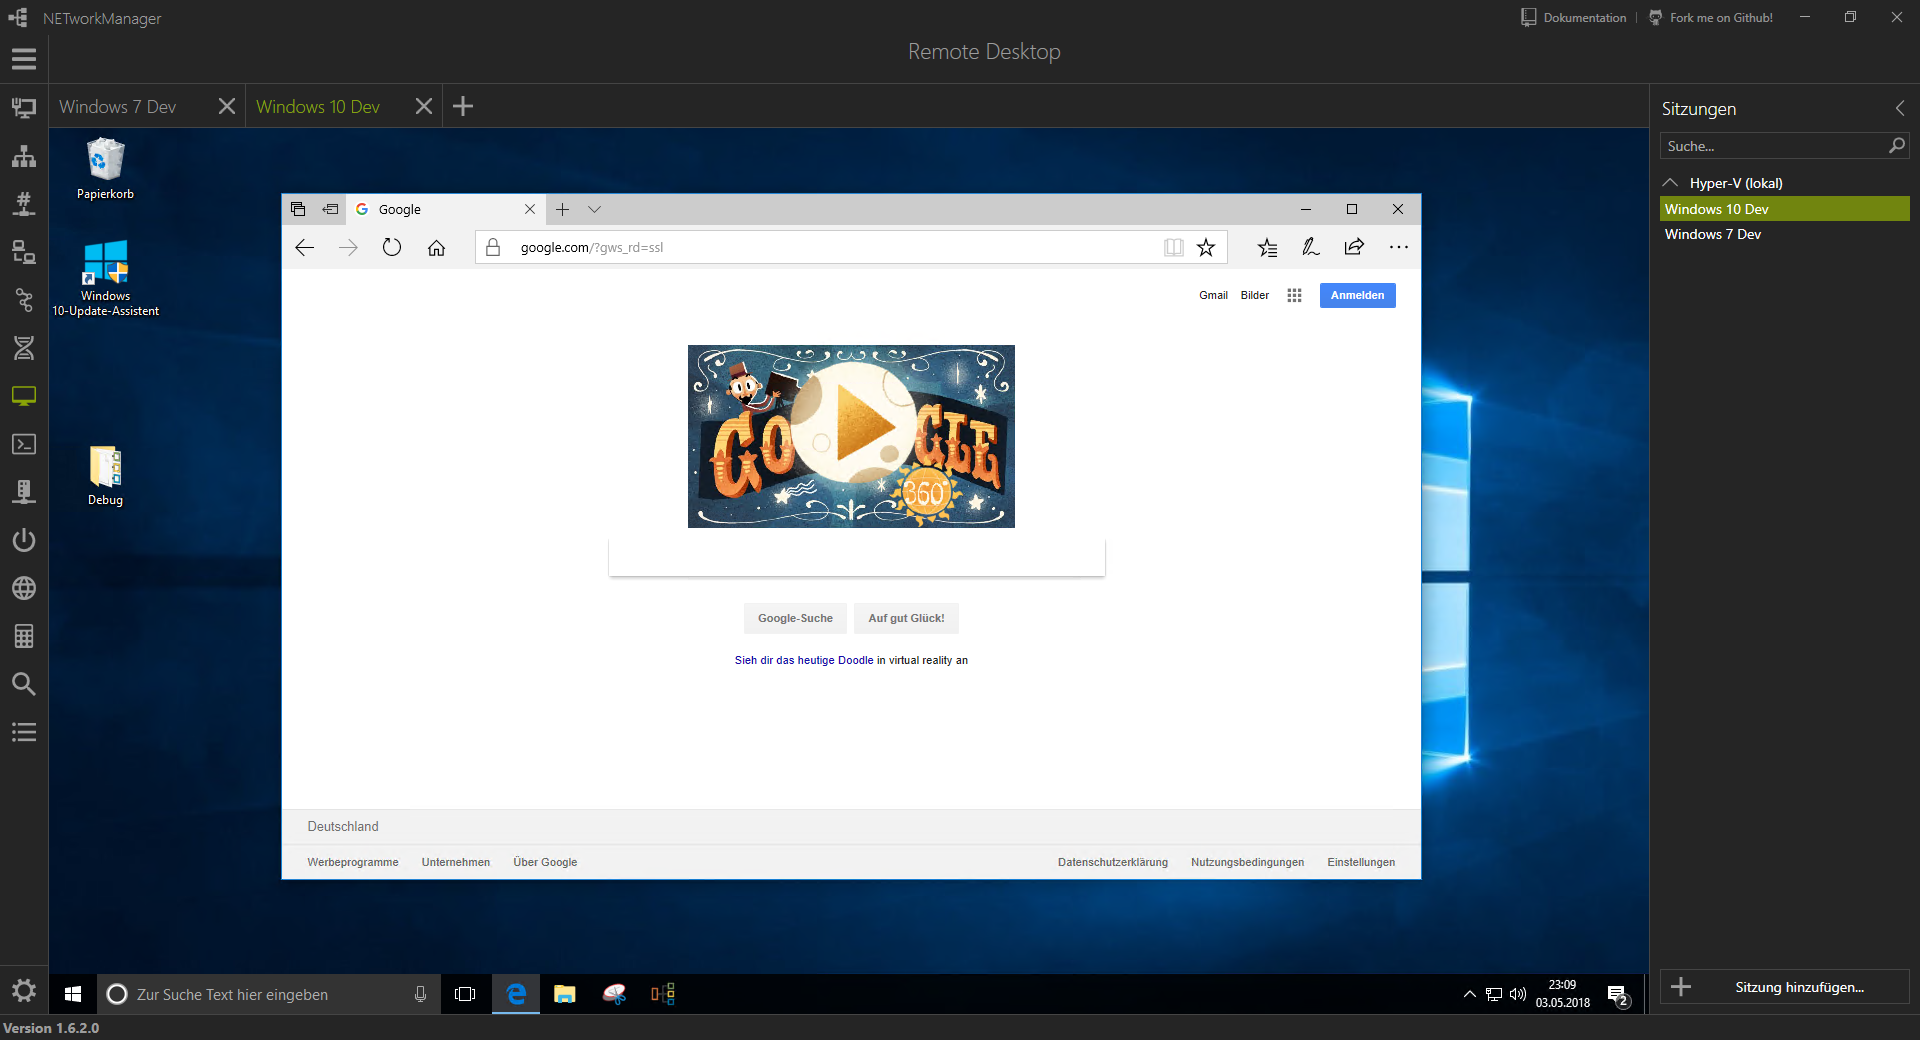 NETworkManager
Dokumentation
Fork me on Github!
Remote Desktop
Windows 7 Dev
Windows 10 Dev
Sitzungen
Suche...
Hyper-V (lokal)
Windows 10 Dev
Windows 7 Dev
Papierkorb
Windows
10-Update-Assistent
Debug
Google
google.com/?gws_rd=ssl
Gmail
Bilder
Anmelden
GO GLE
360°
Google-Suche
Auf gut Glück!
Sieh dir das heutige Doodle in virtual reality an
Deutschland
Werbeprogramme
Unternehmen
Über Google
Datenschutzerklärung
Nutzungsbedingungen
Einstellungen
Zur Suche Text hier eingeben
23:09
03.05.2018
2
Sitzung hinzufügen...
Version 1.6.2.0